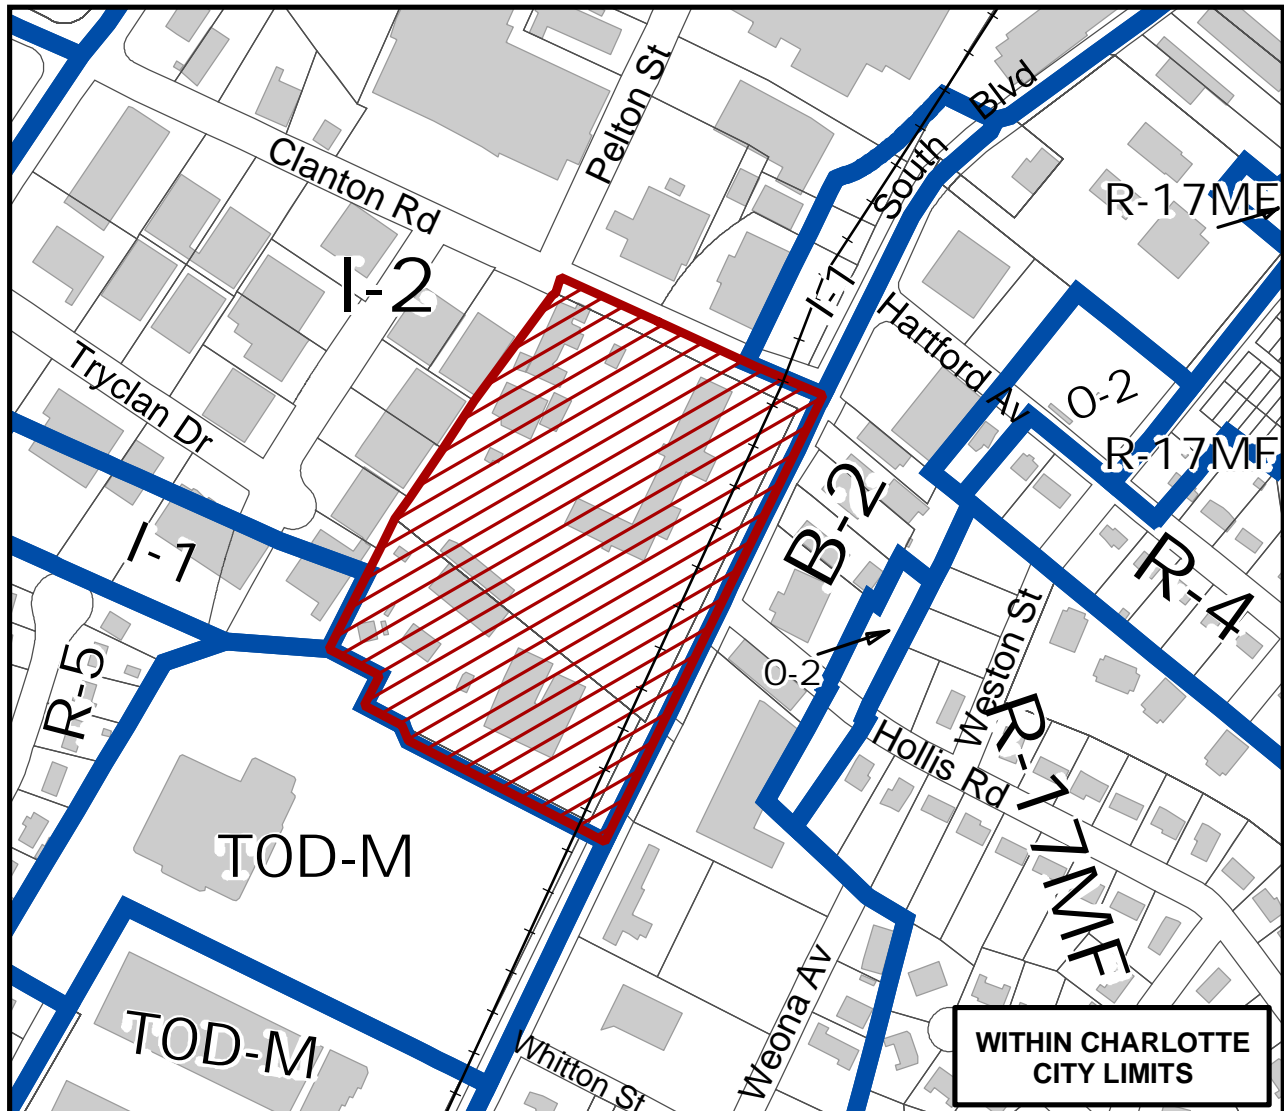 Pelton St
Blvd
South
Clanton Rd
R-17MF
I-2
I-1
Hartford Av
Tryclan Dr
O-2
R-17MF
B-2
I-1
R-4
Weston St
R-5
O-2
R-17MF
Hollis Rd
TOD-M
Weona Av
TOD-M
Whitton St
WITHIN CHARLOTTE
CITY LIMITS